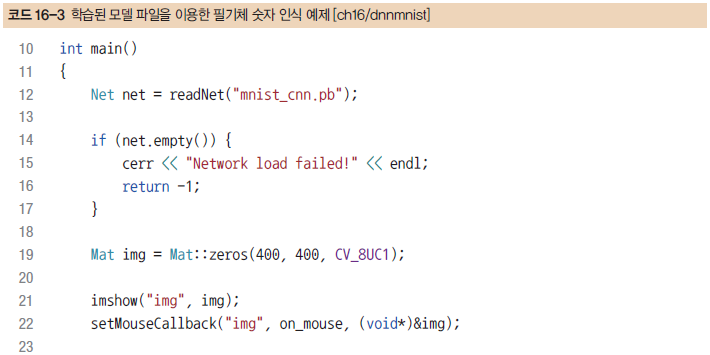 코드 16-3 학습된 모델 파일을 이용한 필기체 숫자 인식 예제 [ch16/dnnmnist]
10 int main()
11 {
12 Net net = readNet("mnist_cnn.pb");
13
14 if (net.empty()) {
15 cerr << "Network load failed!" << endl;
16 return -1;
17 }
18
19 Mat img = Mat::zeros(400, 400, CV_8UC1);
20
21 imshow("img", img);
22 setMouseCallback("img", on_mouse, (void*)&img);
23